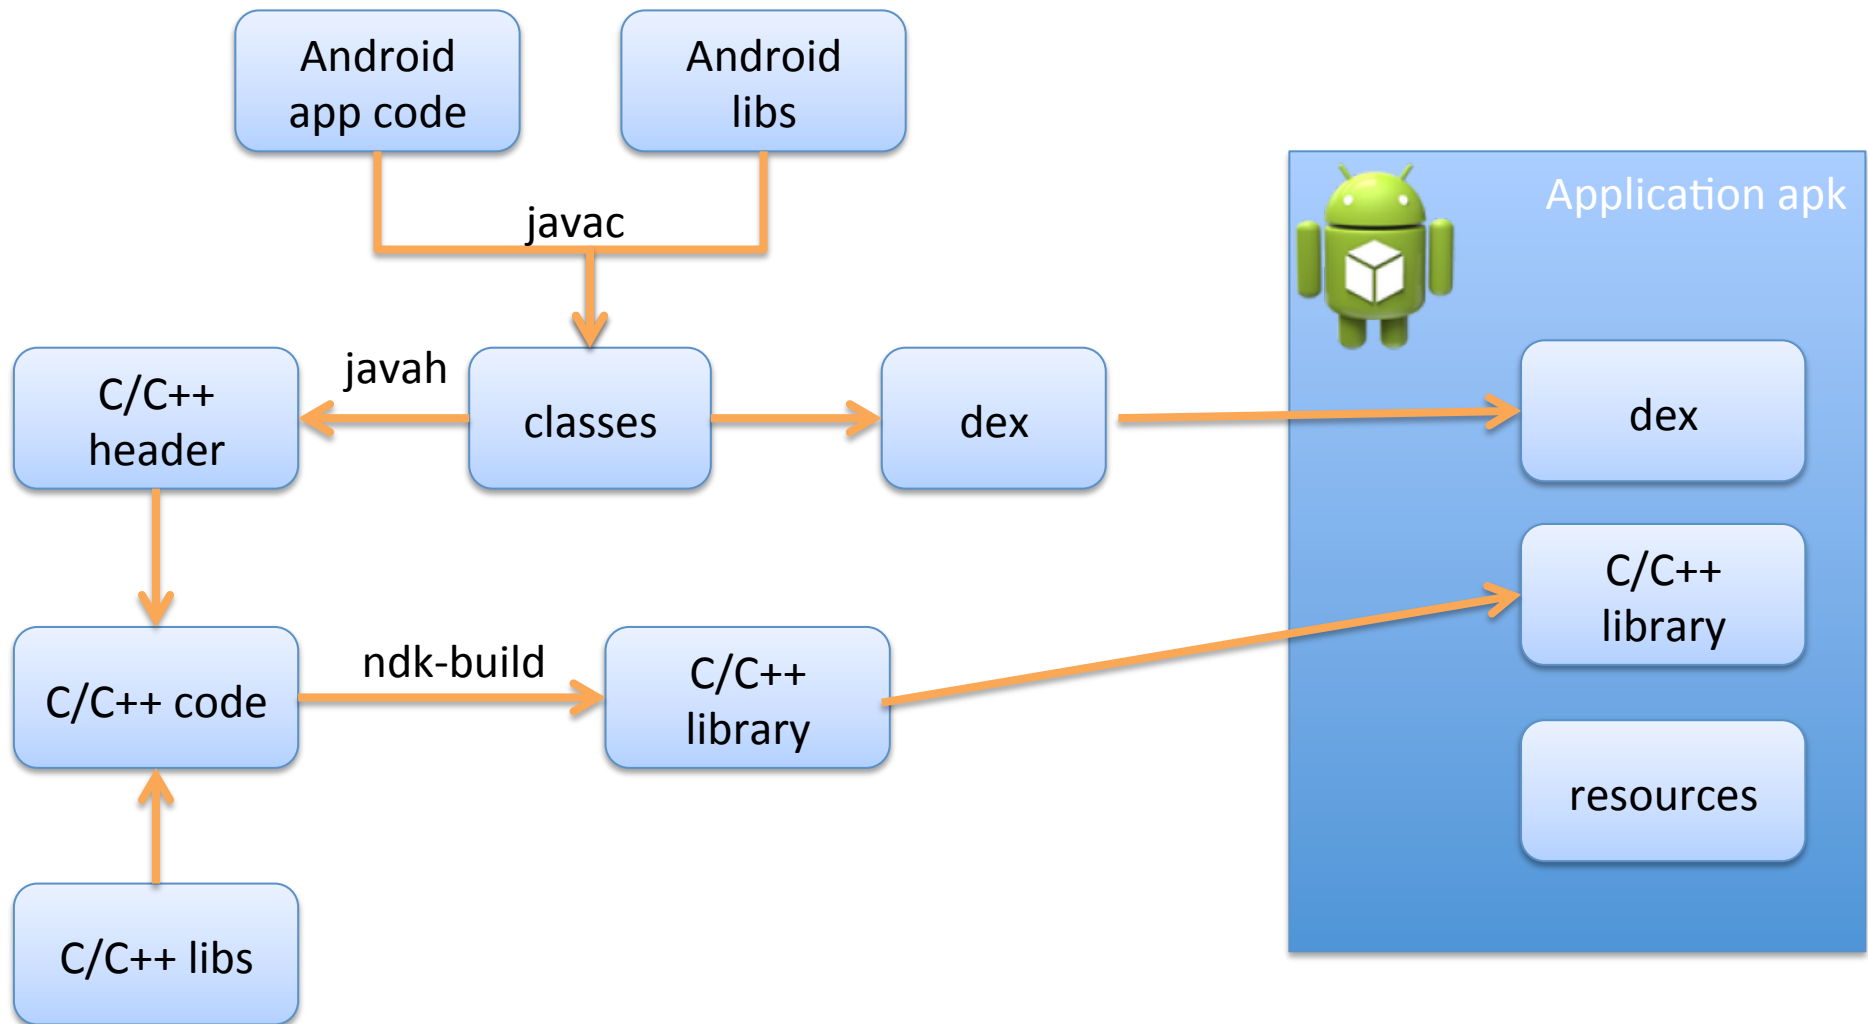 Android
app code
Android
libs
javac
Application apk
C/C++
header
javah
classes
dex
dex
C/C++
library
C/C++ code
ndk-build
C/C++
library
resources
C/C++ libs